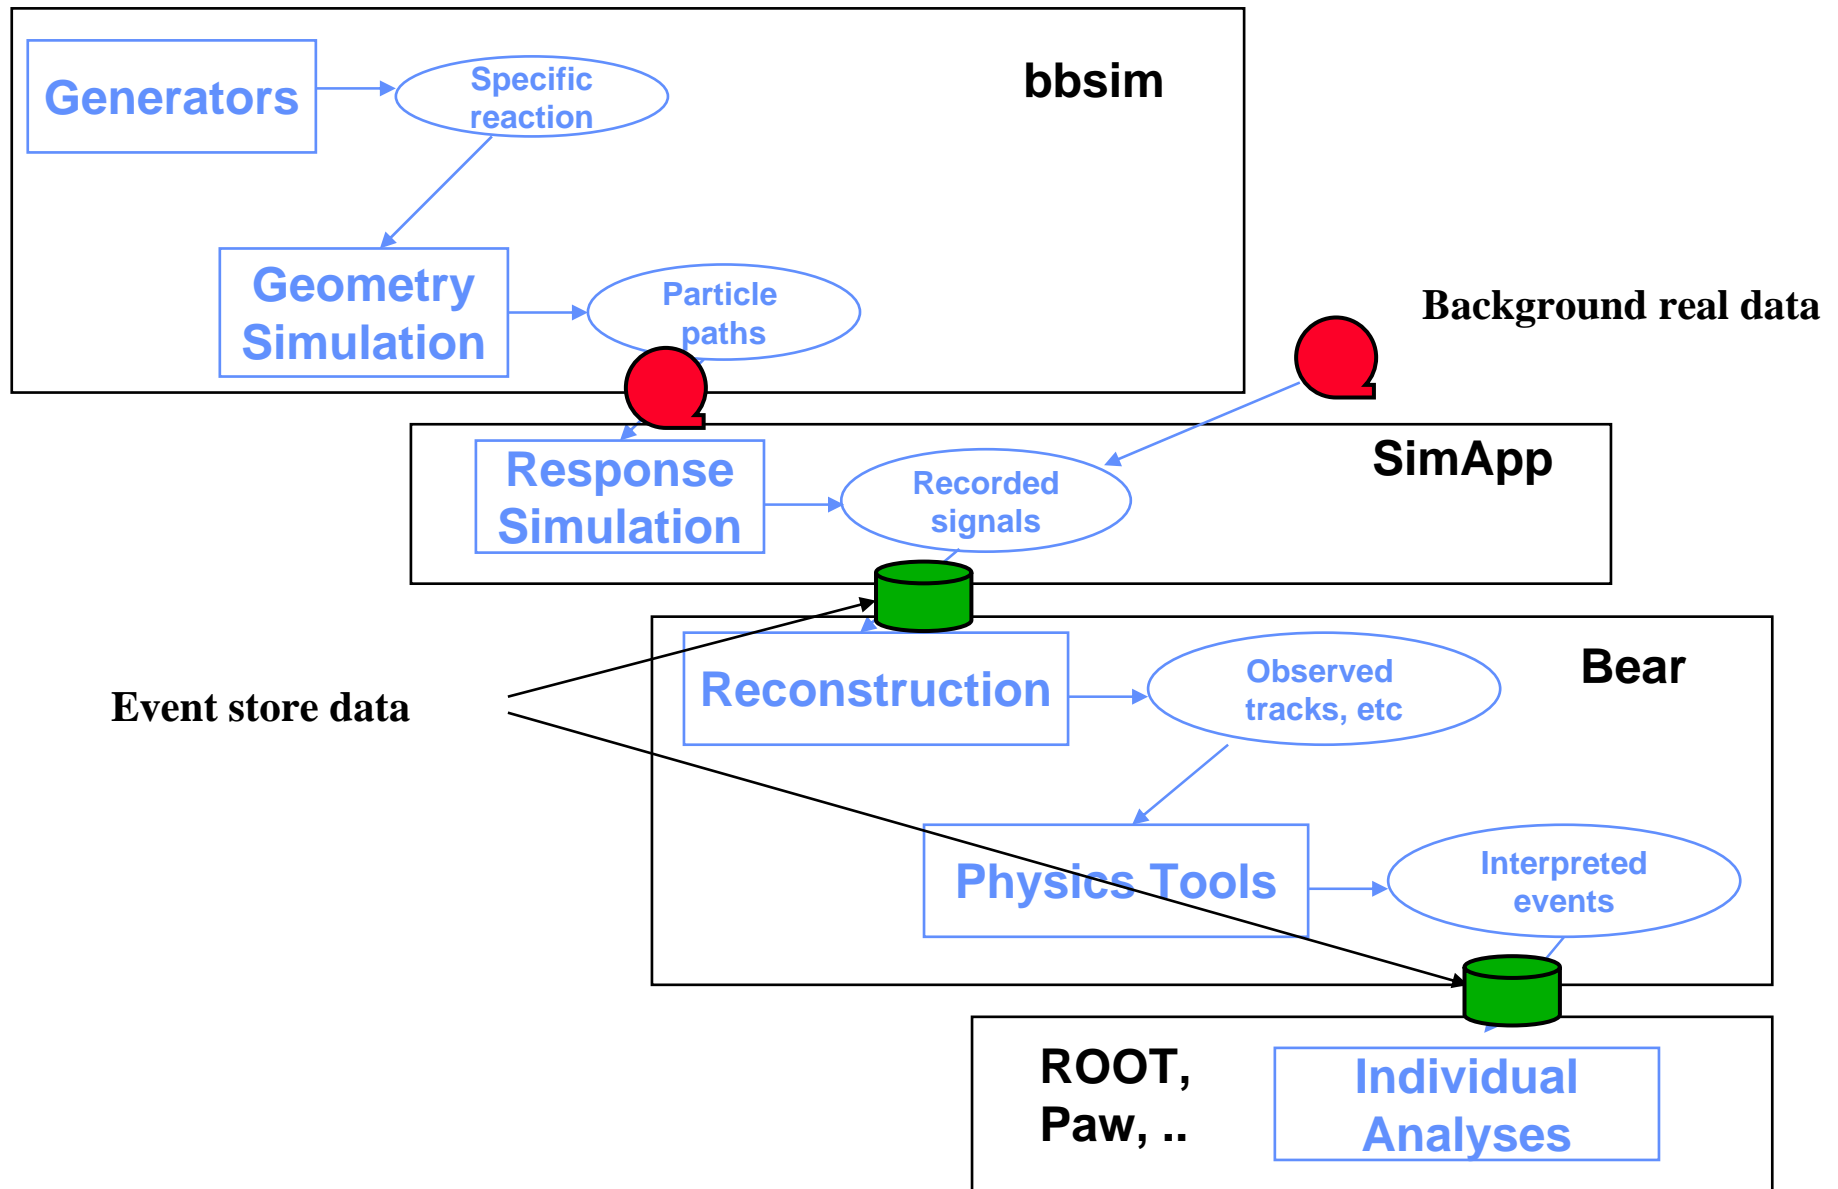 bbsim
Generators
Specific
reaction
Geometry
Simulation
Particle
paths
Background real data
SimApp
Response
Simulation
Recorded
signals
Bear
Reconstruction
Observed
tracks, etc
Event store data
Physics Tools
Interpreted
events
ROOT,
Paw, ..
Individual
Analyses